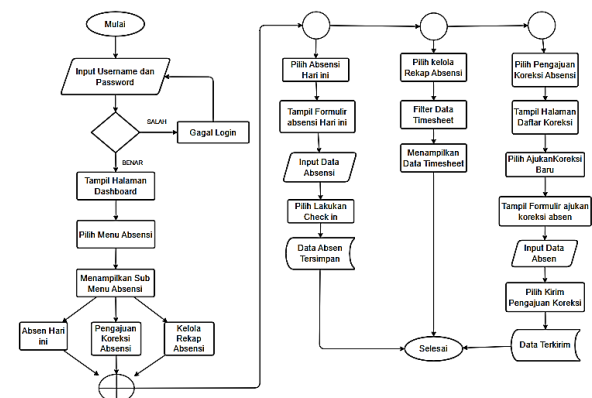 Mulai
Input Username dan
Password
SALAH
Gagal Login
BENAR
Tampil Halaman
Dashboard
Pilih Menu Absensi
Menampilkan Sub
Menu Absensi
Absen Hari
ini
Pengajuan
Koreksi
Absensi
Kelola
Rekap
Absensi
Pilih Absensi
Hari ini
Tampil Formulir
absensi Hari ini
Input Data
Absensi
Pilih Lakukan
Check in
Data Absen
Tersimpan
Pilih kelola
Rekap Absensi
Filter Data
Timesheet
Menampilkan
Data Timesheet
Selesai
Pilih Pengajuan
Koreksi Absensi
Tampil Halaman
Daftar Koreksi
Pilih AjukanKoreksi
Baru
Tampil Formulir ajukan
koreksi absen
Input Data
Absen
Pilih Kirim
Pengajuan Koreksi
Data Terkirim